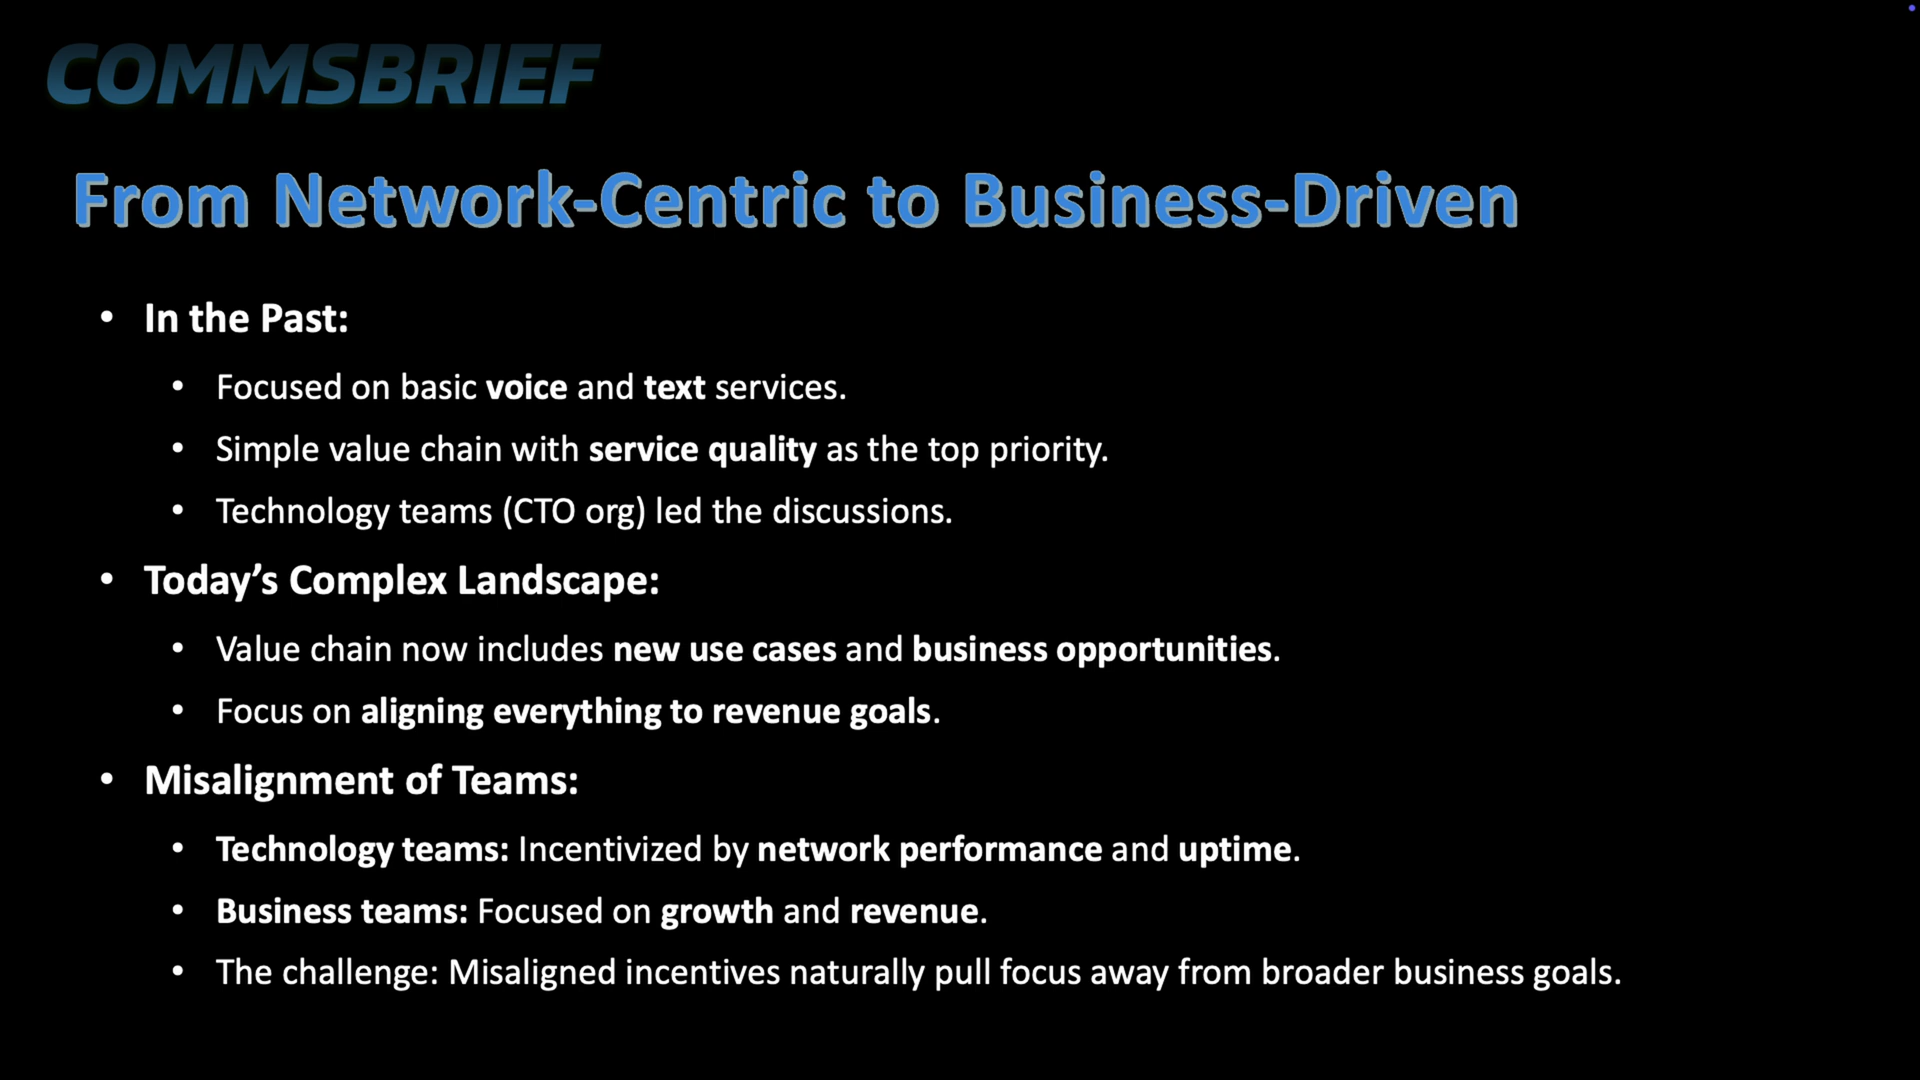 COMMSBRIEF
From Network-Centric to Business-Driven
• In the Past:
• Focused on basic voice and text services.
• Simple value chain with service quality as the top priority.
• Technology teams (CTO org) led the discussions.
• Today’s Complex Landscape:
• Value chain now includes new use cases and business opportunities.
• Focus on aligning everything to revenue goals.
• Misalignment of Teams:
• Technology teams: Incentivized by network performance and uptime.
• Business teams: Focused on growth and revenue.
• The challenge: Misaligned incentives naturally pull focus away from broader business goals.